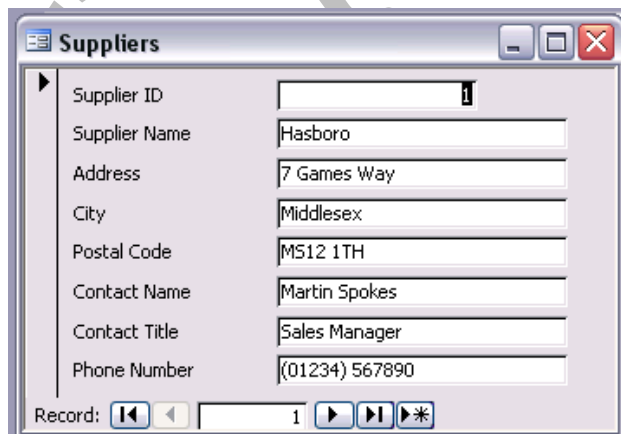 Suppliers
Supplier ID 1
Supplier Name Hasboro
Address 7 Games Way
City Middlesex
Postal Code MS12 1TH
Contact Name Martin Spokes
Contact Title Sales Manager
Phone Number (01234) 567890
Record: 1